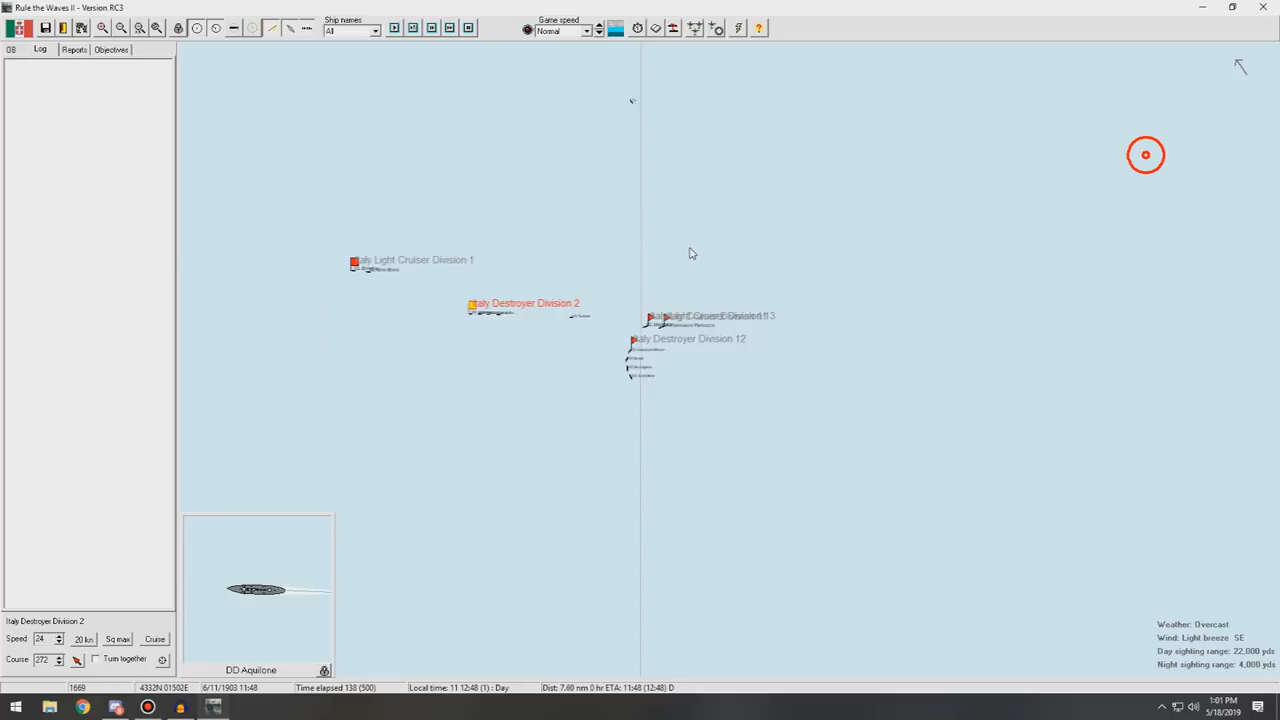 Rule the Waves II - Version RC3
Ship names
All
Game speed
Normal
OB Log Reports Objectives
Italy Light Cruiser Division 1
Italy Destroyer Division 2
Italy Destroyer Division 12
Italy Destroyer Division 2
Speed 24 20 kn Sq max Cruise
Course 272 Turn together
DD Aquilone
Weather: Overcast
Wind: Light breeze SE
Day sighting range: 22,000 yds
Night sighting range: 4,000 yds
1669 4332N 01502E 6/11/1903 11:48 Time elapsed 138 (500) Local time: 11 12:48 (1) : Day Dist: 7.60 nm 0 hr ETA: 11:48 (12:48) D
1:01 PM
5/18/2019